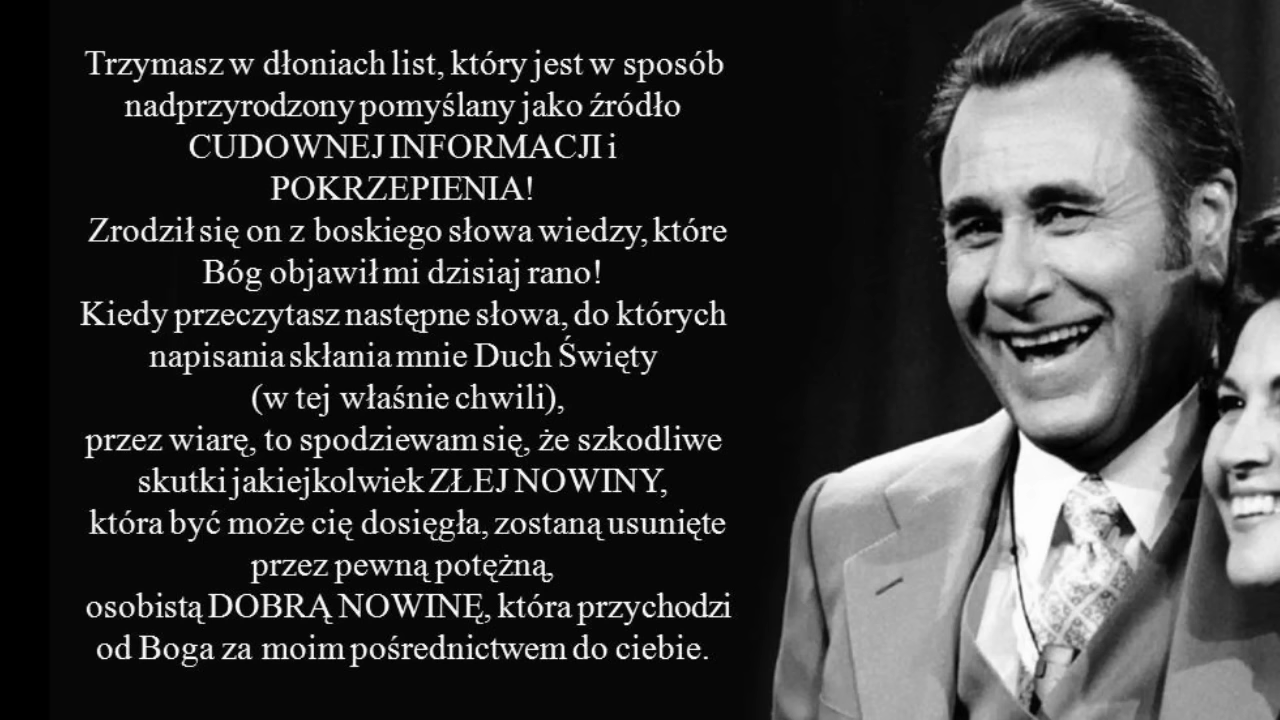 Trzymasz w dłoniach list, który jest w sposób
nadprzyrodzony pomyślany jako źródło
CUDOWNEJ INFORMACJI i
POKRZEPIENIA!
Zrodził się on z boskiego słowa wiedzy, które
Bóg objawił mi dzisiaj rano!
Kiedy przeczytasz następne słowa, do których
napisania skłania mnie Duch Święty
(w tej właśnie chwili),
przez wiarę, to spodziewam się, że szkodliwe
skutki jakiejkolwiek ZŁEJ NOWINY,
która być może cię dosięgła, zostaną usunięte
przez pewną potężną,
osobistą DOBRĄ NOWINĘ, która przychodzi
od Boga za moim pośrednictwem do ciebie.